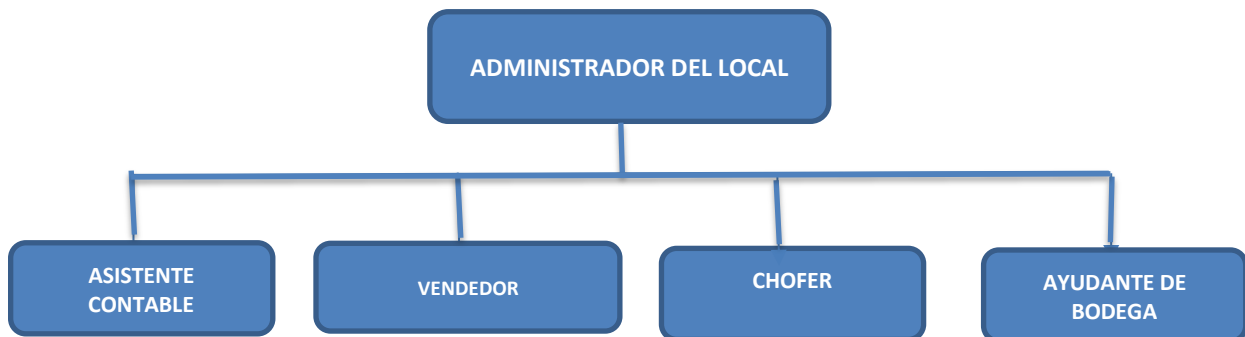 ADMINISTRADOR DEL LOCAL
ASISTENTE
CONTABLE
VENDEDOR
CHOFER
AYUDANTE DE
BODEGA